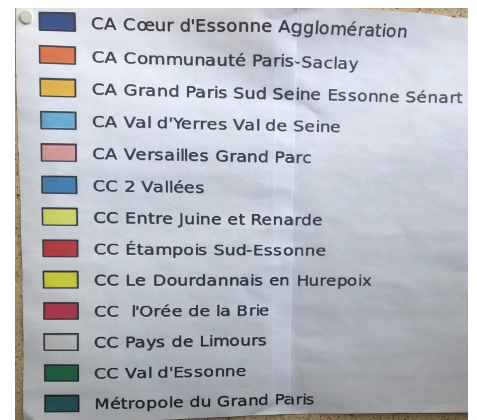 CA Cœur d'Essonne Agglomération
CA Communauté Paris-Saclay
CA Grand Paris Sud Seine Essonne Sénart
CA Val d'Yerres Val de Seine
CA Versailles Grand Parc
CC 2 Vallées
CC Entre Juine et Renarde
CC Étampois Sud-Essonne
CC Le Dourdannais en Hurepoix
CC l'Orée de la Brie
CC Pays de Limours
CC Val d'Essonne
Métropole du Grand Paris